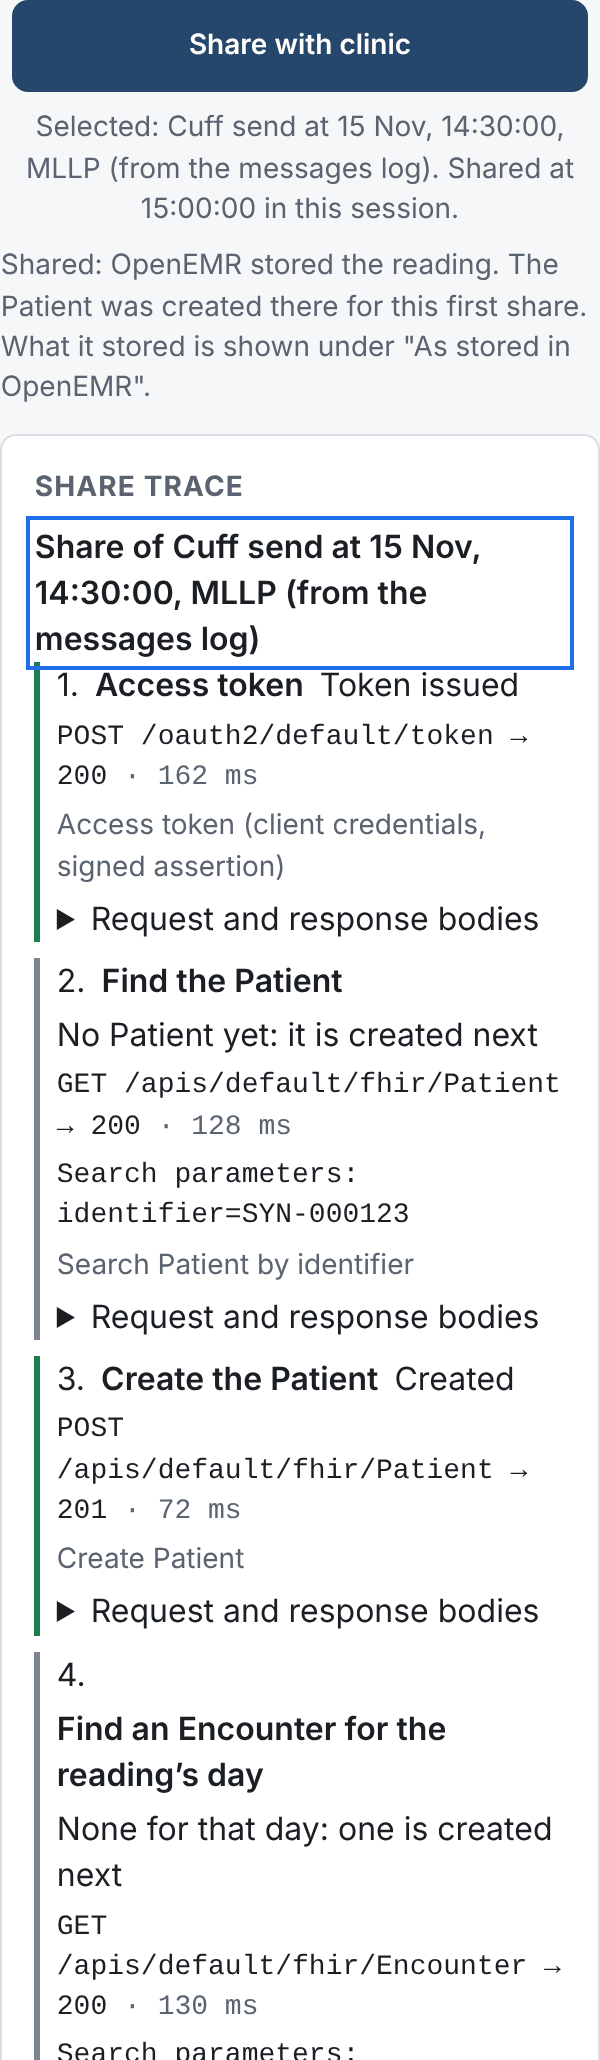 Share with clinic
Selected: Cuff send at 15 Nov, 14:30:00,
MLLP (from the messages log). Shared at
15:00:00 in this session.
Shared: OpenEMR stored the reading. The
Patient was created there for this first share.
What it stored is shown under "As stored in
OpenEMR".
SHARE TRACE
Share of Cuff send at 15 Nov,
14:30:00, MLLP (from the
messages log)
1. Access token Token issued
POST /oauth2/default/token →
200 · 162 ms
Access token (client credentials,
signed assertion)
▶ Request and response bodies
2. Find the Patient
No Patient yet: it is created next
GET /apis/default/fhir/Patient
→ 200 · 128 ms
Search parameters:
identifier=SYN-000123
Search Patient by identifier
▶ Request and response bodies
3. Create the Patient Created
POST
/apis/default/fhir/Patient →
201 · 72 ms
Create Patient
▶ Request and response bodies
4.
Find an Encounter for the
reading’s day
None for that day: one is created
next
GET
/apis/default/fhir/Encounter →
200 · 130 ms
Search parameters: